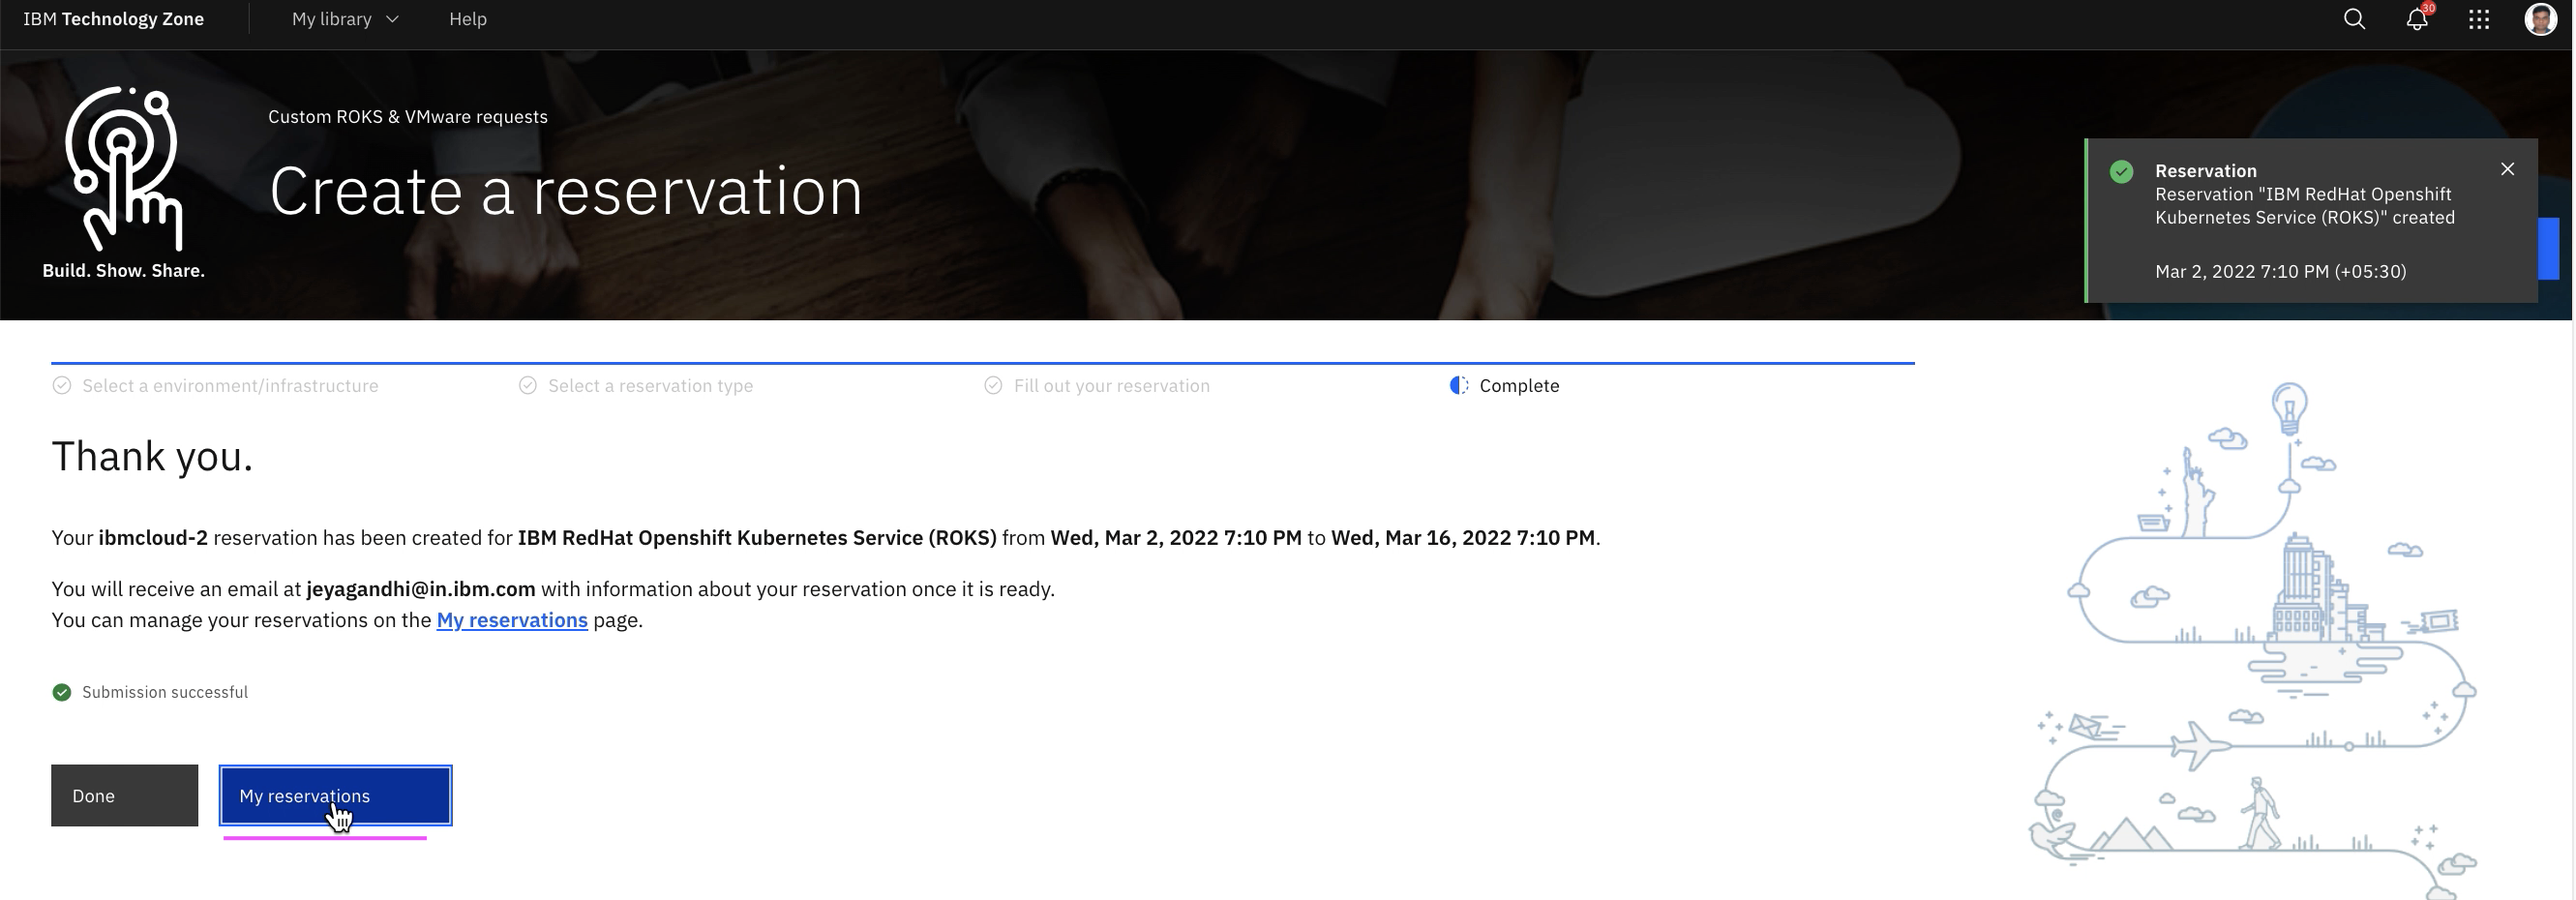 IBM Technology Zone
My library
Help
30
Custom ROKS & VMware requests
Create a reservation
Build. Show. Share.
Reservation
Reservation "IBM RedHat Openshift
Kubernetes Service (ROKS)" created
Mar 2, 2022 7:10 PM (+05:30)
Select a environment/infrastructure
Select a reservation type
Fill out your reservation
Complete
Thank you.
Your ibmcloud-2 reservation has been created for IBM RedHat Openshift Kubernetes Service (ROKS) from Wed, Mar 2, 2022 7:10 PM to Wed, Mar 16, 2022 7:10 PM.
You will receive an email at jeyagandhi@in.ibm.com with information about your reservation once it is ready.
You can manage your reservations on the My reservations page.
Submission successful
Done
My reservations